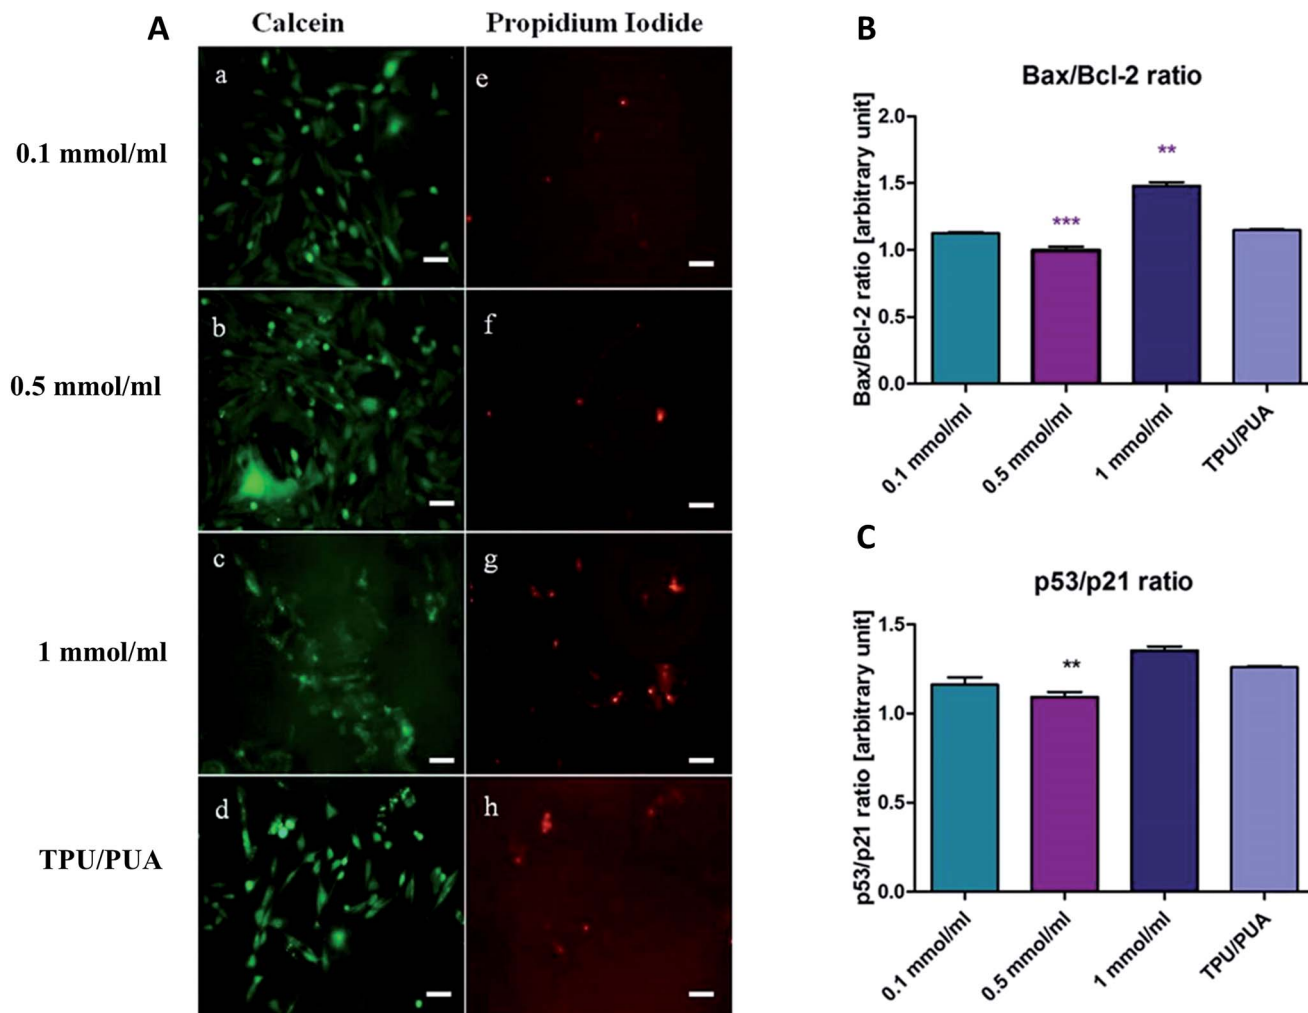 A
Calcein
Propidium Iodide
0.1 mmol/ml
a
e
0.5 mmol/ml
b
f
1 mmol/ml
c
g
TPU/PUA
d
h
B
Bax/Bcl-2 ratio
Bax/Bcl-2 ratio [arbitrary unit]
2.0
1.5
1.0
0.5
0.0
***
**
0.1 mmol/ml
0.5 mmol/ml
1 mmol/ml
TPU/PUA
C
p53/p21 ratio
p53/p21 ratio [arbitrary unit]
1.5
1.0
0.5
0.0
**
0.1 mmol/ml
0.5 mmol/ml
1 mmol/ml
TPU/PUA